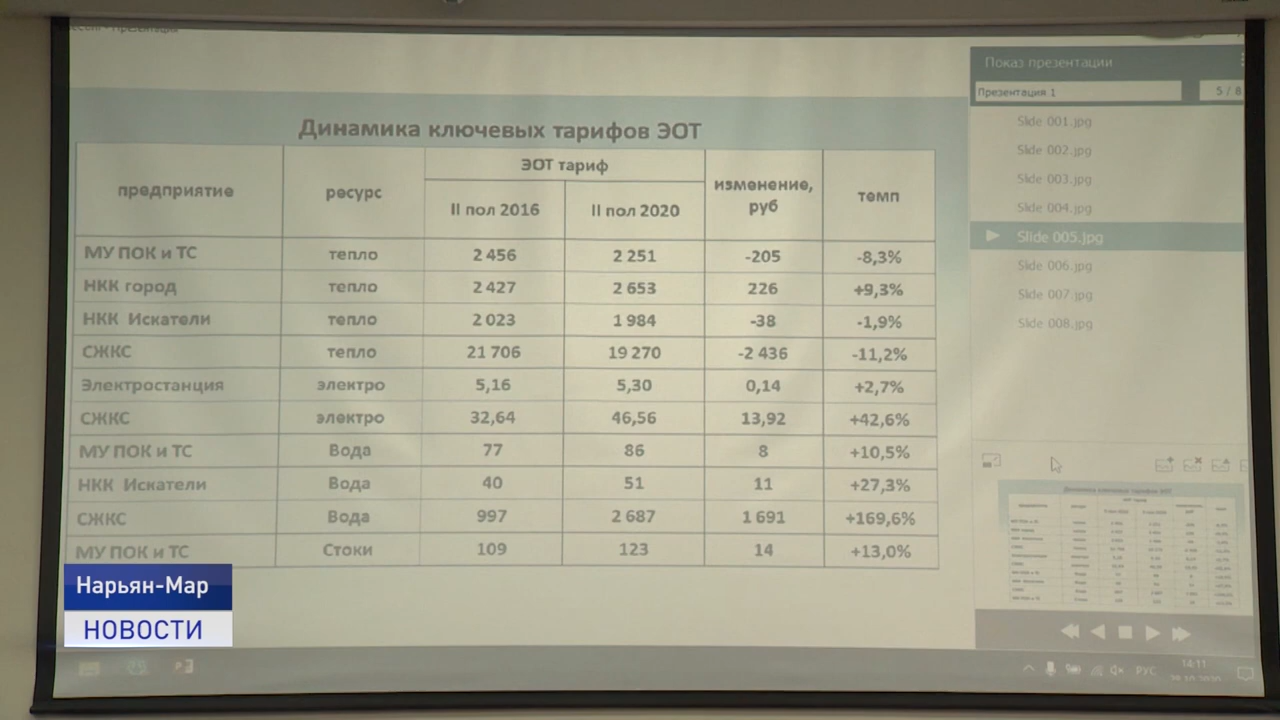 Показ презентации
Презентация 1 5 / 8
Slide 001.jpg
Slide 002.jpg
Slide 003.jpg
Slide 004.jpg
Slide 005.jpg
Slide 006.jpg
Slide 007.jpg
Slide 008.jpg
Динамика ключевых тарифов ЭОТ
предприятие ресурс ЭОТ тариф изменение, руб темп
II пол 2016 II пол 2020
МУ ПОК и ТС тепло 2 456 2 251 -205 -8,3%
НКК город тепло 2 427 2 653 226 +9,3%
НКК Искатели тепло 2 023 1 984 -38 -1,9%
СЖКС тепло 21 706 19 270 -2 436 -11,2%
Электростанция электро 5,16 5,30 0,14 +2,7%
СЖКС электро 32,64 46,56 13,92 +42,6%
МУ ПОК и ТС Вода 77 86 8 +10,5%
НКК Искатели Вода 40 51 11 +27,3%
СЖКС Вода 997 2 687 1 691 +169,6%
МУ ПОК и ТС Стоки 109 123 14 +13,0%
Динамика ключевых тарифов ЭОТ
Нарьян-Мар
НОВОСТИ
РУС 14:11